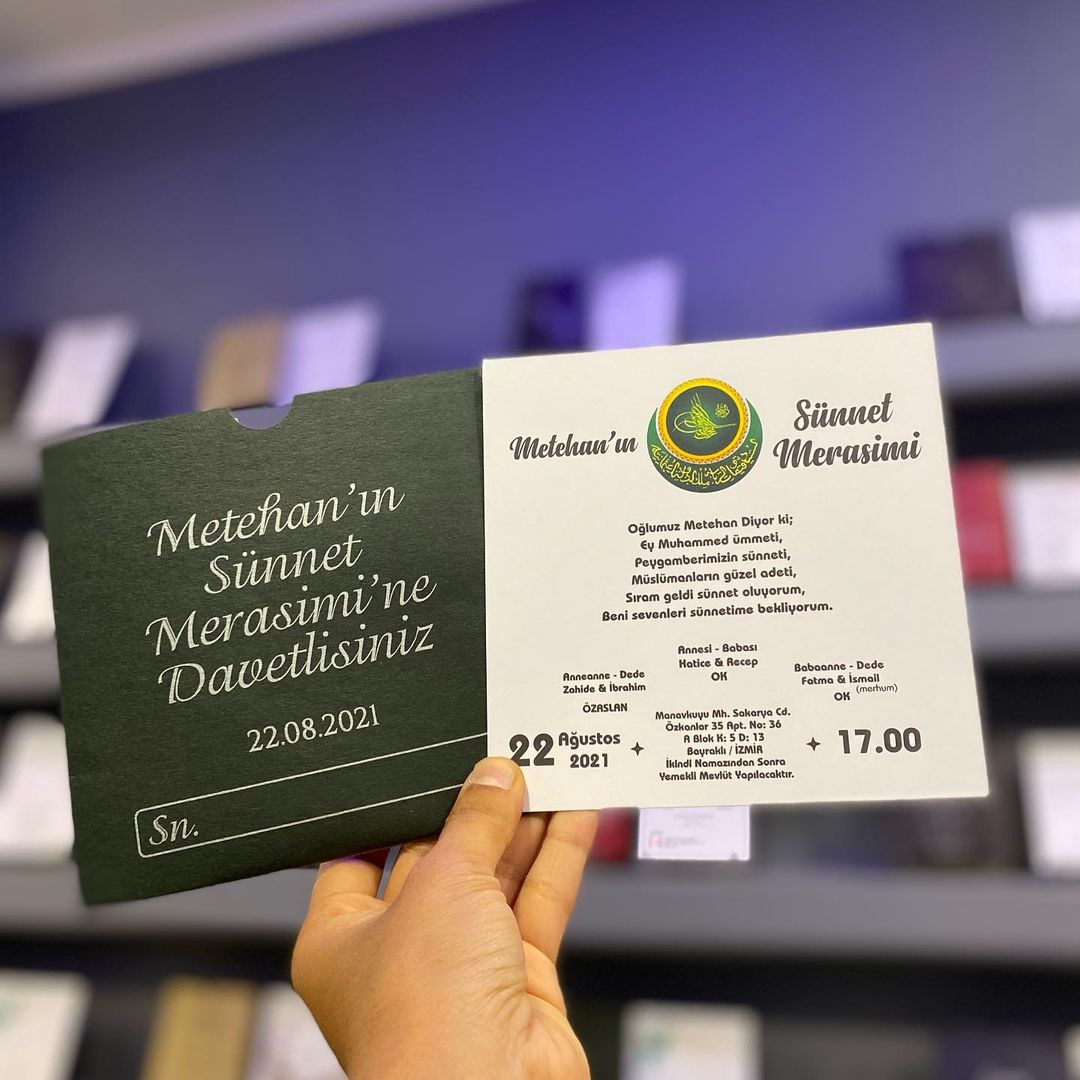 Metehan'ın
Sünnet
Merasimi'ne
Davetlisiniz
22.08.2021
Sn.
Metehan'ın
Sünnet
Merasimi
Oğlumuz Metehan Diyor ki;
Ey Muhammed ümmeti,
Peygamberimizin sünneti,
Müslümanların güzel adeti,
Sıram geldi sünnet oluyorum,
Beni sevenleri sünnetime bekliyorum.
Anneanne - Dede
Zahide & İbrahim
ÖZASLAN
Annesi - Babası
Hatice & Recep
OK
Babaanne - Dede
Fatma & İsmail
OK (merhum)
22 Ağustos
2021
Manavkuyu Mh. Sakarya Cd.
Özkanlar 35 Apt. No: 36
A Blok K: 5 D: 13
Bayraklı / İZMİR
İkindi Namazından Sonra
Yemekli Mevlüt Yapılacaktır.
17.00